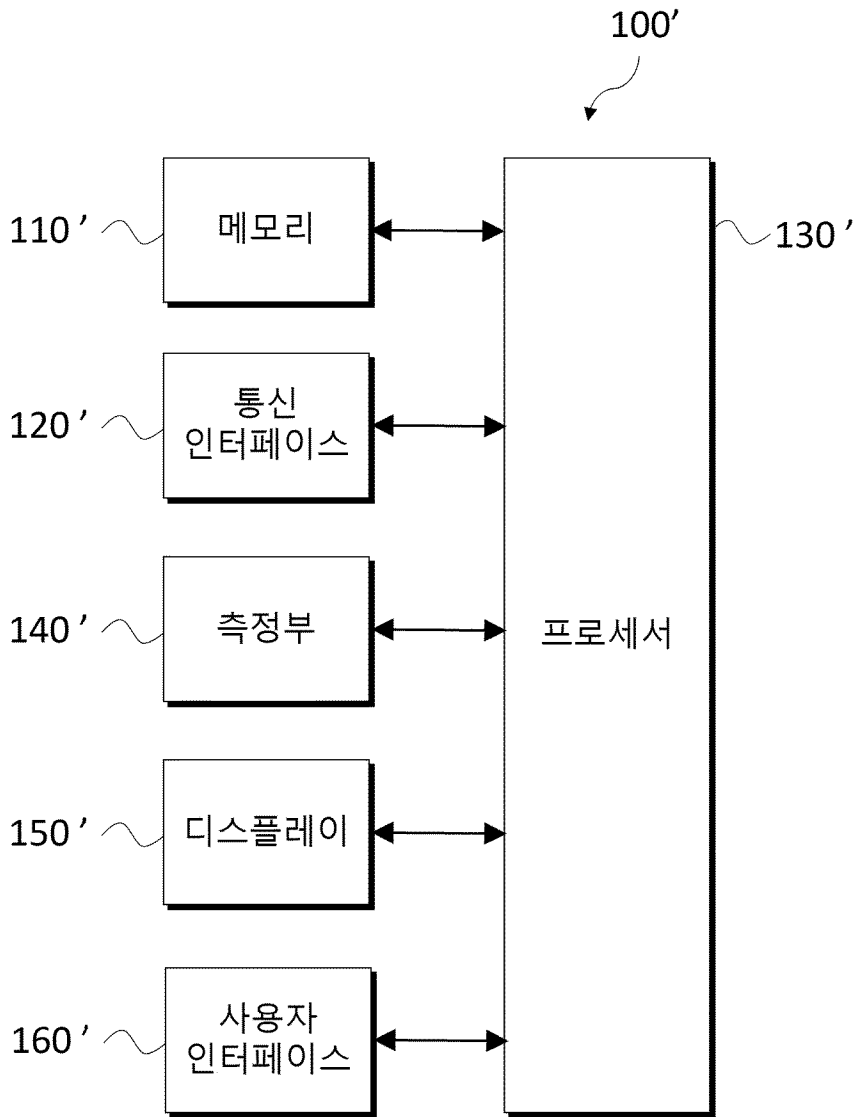 100’
110’
메모리
130’
120’
통신
인터페이스
140’
측정부
프로세서
150’
디스플레이
160’
사용자
인터페이스